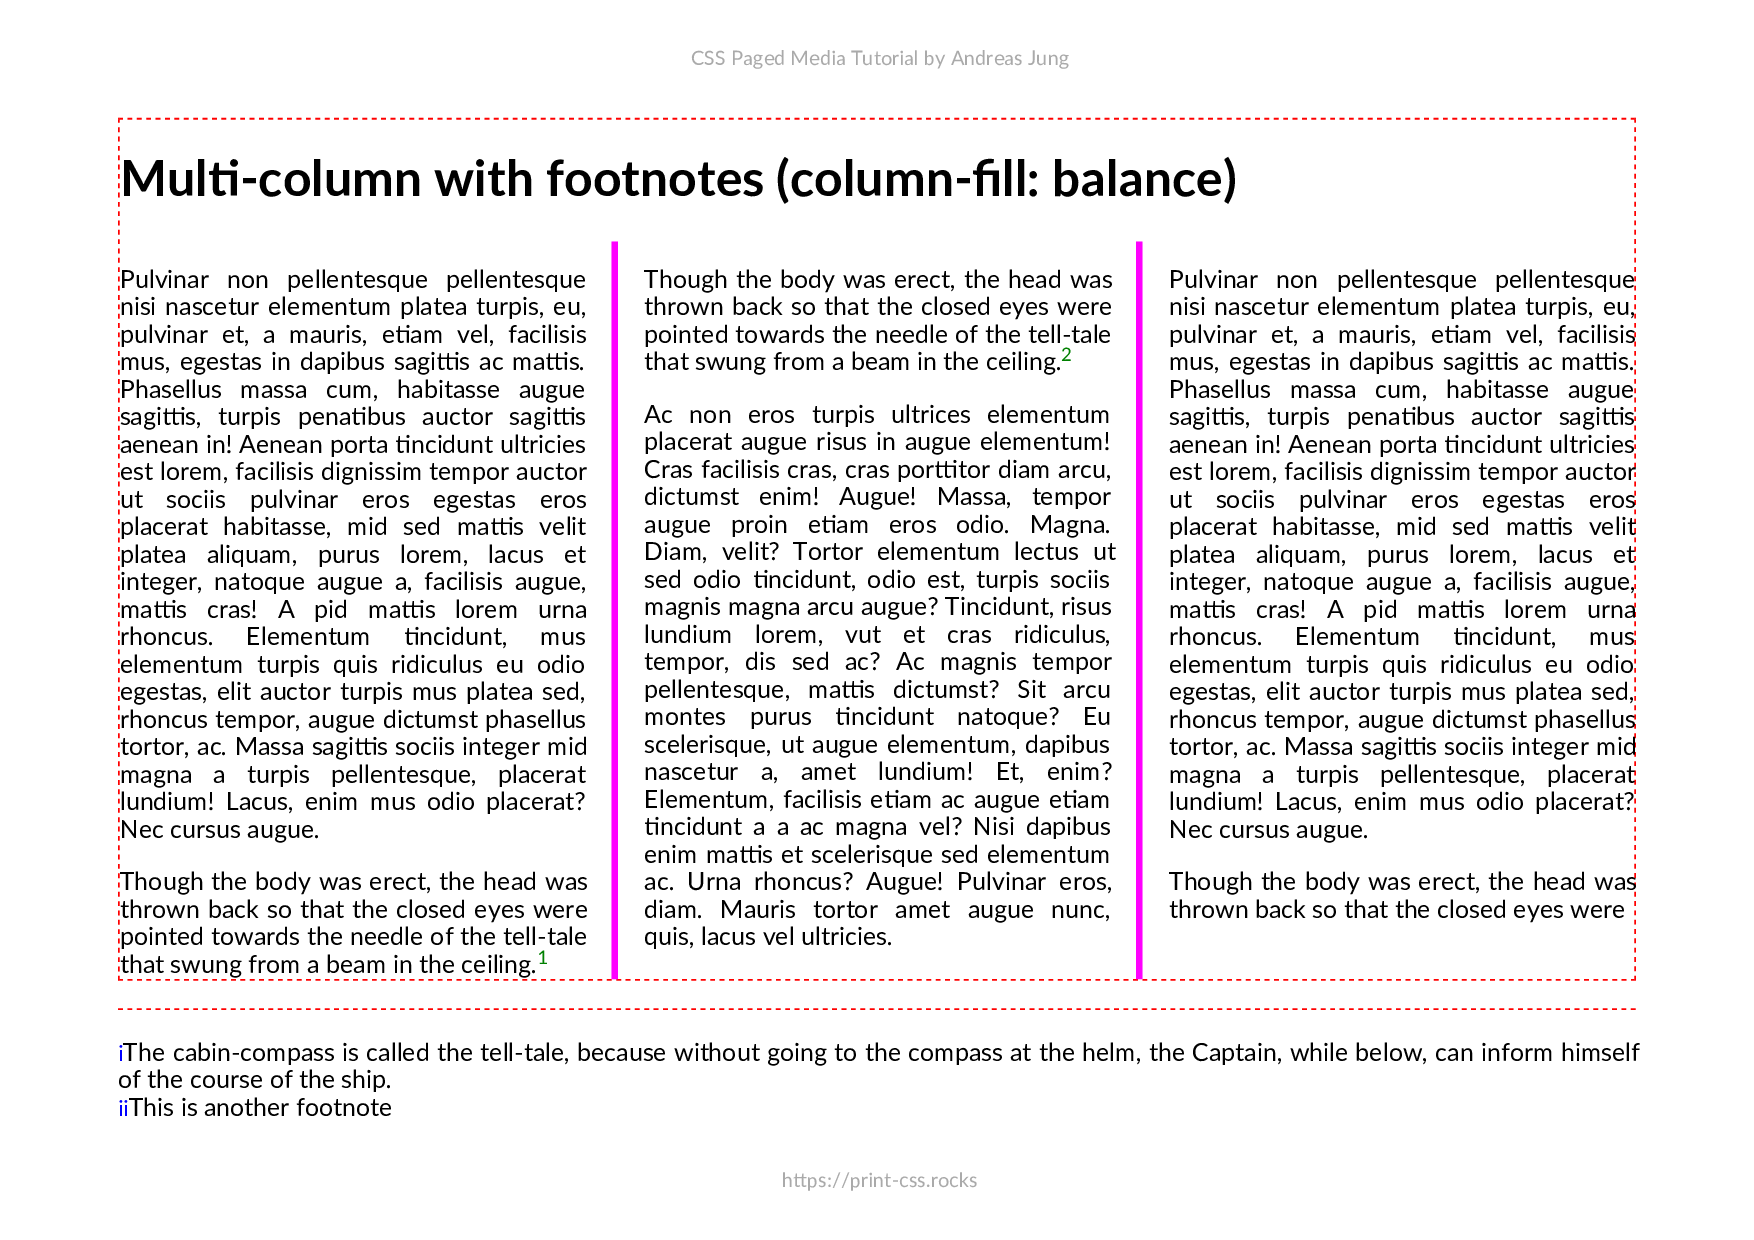 CSS Paged Media Tutorial by Andreas Jung
Multi-column with footnotes (column-fill: balance)
Pulvinar non pellentesque pellentesque
nisi nascetur elementum platea turpis, eu,
pulvinar et, a mauris, etiam vel, facilisis
mus, egestas in dapibus sagittis ac mattis.
Phasellus massa cum, habitasse augue
sagittis, turpis penatibus auctor sagittis
aenean in! Aenean porta tincidunt ultricies
est lorem, facilisis dignissim tempor auctor
ut sociis pulvinar eros egestas eros
placerat habitasse, mid sed mattis velit
platea aliquam, purus lorem, lacus et
integer, natoque augue a, facilisis augue,
mattis cras! A pid mattis lorem urna
rhoncus. Elementum tincidunt, mus
elementum turpis quis ridiculus eu odio
egestas, elit auctor turpis mus platea sed,
rhoncus tempor, augue dictumst phasellus
tortor, ac. Massa sagittis sociis integer mid
magna a turpis pellentesque, placerat
lundium! Lacus, enim mus odio placerat?
Nec cursus augue.
Though the body was erect, the head was
thrown back so that the closed eyes were
pointed towards the needle of the tell-tale
that swung from a beam in the ceiling.1
Though the body was erect, the head was
thrown back so that the closed eyes were
pointed towards the needle of the tell-tale
that swung from a beam in the ceiling.2
Ac non eros turpis ultrices elementum
placerat augue risus in augue elementum!
Cras facilisis cras, cras porttitor diam arcu,
dictumst enim! Augue! Massa, tempor
augue proin etiam eros odio. Magna.
Diam, velit? Tortor elementum lectus ut
sed odio tincidunt, odio est, turpis sociis
magnis magna arcu augue? Tincidunt, risus
lundium lorem, vut et cras ridiculus,
tempor, dis sed ac? Ac magnis tempor
pellentesque, mattis dictumst? Sit arcu
montes purus tincidunt natoque? Eu
scelerisque, ut augue elementum, dapibus
nascetur a, amet lundium! Et, enim?
Elementum, facilisis etiam ac augue etiam
tincidunt a a ac magna vel? Nisi dapibus
enim mattis et scelerisque sed elementum
ac. Urna rhoncus? Augue! Pulvinar eros,
diam. Mauris tortor amet augue nunc,
quis, lacus vel ultricies.
Pulvinar non pellentesque pellentesque
nisi nascetur elementum platea turpis, eu,
pulvinar et, a mauris, etiam vel, facilisis
mus, egestas in dapibus sagittis ac mattis.
Phasellus massa cum, habitasse augue
sagittis, turpis penatibus auctor sagittis
aenean in! Aenean porta tincidunt ultricies
est lorem, facilisis dignissim tempor auctor
ut sociis pulvinar eros egestas eros
placerat habitasse, mid sed mattis velit
platea aliquam, purus lorem, lacus et
integer, natoque augue a, facilisis augue,
mattis cras! A pid mattis lorem urna
rhoncus. Elementum tincidunt, mus
elementum turpis quis ridiculus eu odio
egestas, elit auctor turpis mus platea sed,
rhoncus tempor, augue dictumst phasellus
tortor, ac. Massa sagittis sociis integer mid
magna a turpis pellentesque, placerat
lundium! Lacus, enim mus odio placerat?
Nec cursus augue.
Though the body was erect, the head was
thrown back so that the closed eyes were
iThe cabin-compass is called the tell-tale, because without going to the compass at the helm, the Captain, while below, can inform himself
of the course of the ship.
iiThis is another footnote
https://print-css.rocks